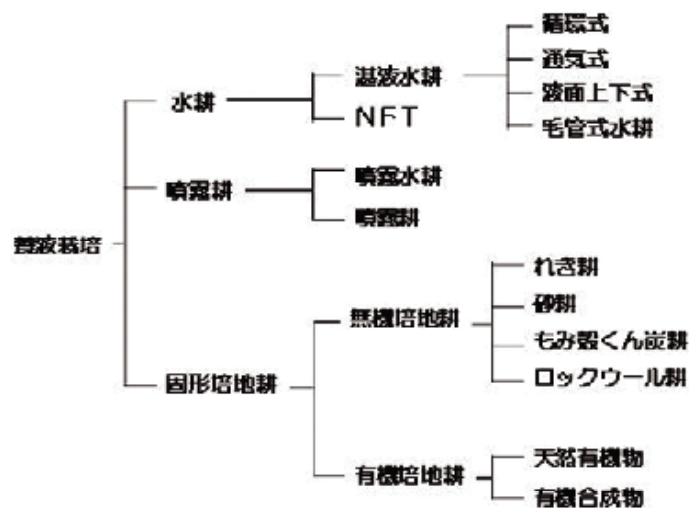 養液栽培
水耕
湛液水耕
循環式
通気式
液面上下式
毛管式水耕
NFT
噴霧耕
噴霧水耕
噴霧耕
固形培地耕
無機培地耕
れき耕
砂耕
もみ殻くん炭耕
ロックウール耕
有機培地耕
天然有機物
有機合成物